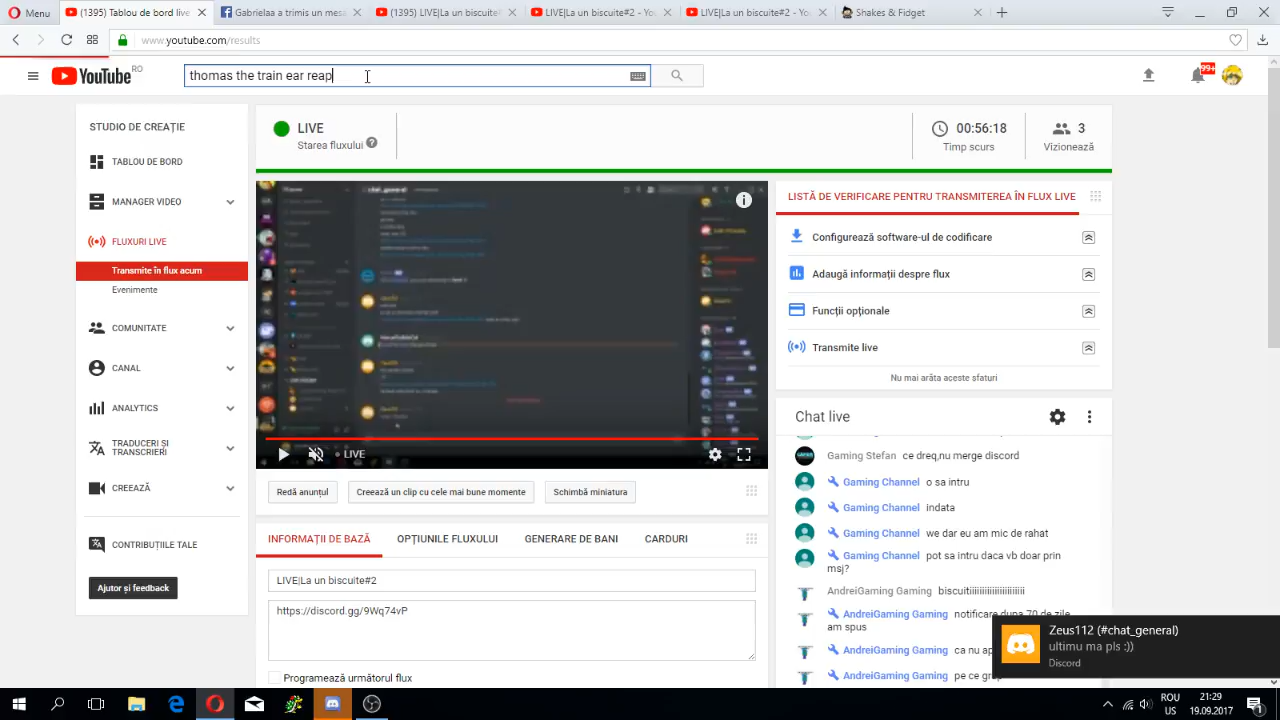 Menu
(1395) Tablou de bord live
Gabrielaa a trimis un mesa
(1395) LIVE|La un biscuite
LIVE|La un biscuite#2 - You
LIVE|La un biscuite#2 - You
Shakes & Fidget
www.youtube.com/results
YouTube RO
thomas the train ear reap
99+
STUDIO DE CREAȚIE
TABLOU DE BORD
MANAGER VIDEO
FLUXURI LIVE
Transmite în flux acum
Evenimente
COMUNITATE
CANAL
ANALYTICS
TRADUCERI ȘI
TRANSCRIERI
CREEAZĂ
CONTRIBUȚIILE TALE
Ajutor și feedback
LIVE
Starea fluxului
00:56:18
Timp scurs
3
Vizionează
LIVE
Redă anunțul
Creează un clip cu cele mai bune momente
Schimbă miniatura
INFORMAȚII DE BAZĂ
OPȚIUNILE FLUXULUI
GENERARE DE BANI
CARDURI
LIVE|La un biscuite#2
https://discord.gg/9Wq74vP
Programează următorul flux
LISTĂ DE VERIFICARE PENTRU TRANSMITEREA ÎN FLUX LIVE
Configurează software-ul de codificare
Adaugă informații despre flux
Funcții opționale
Transmite live
Nu mai arăta aceste sfaturi
Chat live
Gaming Stefan ce dreq,nu merge discord
Gaming Channel o sa intru
Gaming Channel indata
Gaming Channel we dar eu am mic de rahat
Gaming Channel pot sa intru daca vb doar prin
msj?
AndreiGaming Gaming biscuitiiiiiiiiiiiiiiiiiiiiii
AndreiGaming Gaming notificare dupa 70 de zile
am spus
AndreiGaming Gaming ca nu ap
AndreiGaming Gaming pe ce grup
Zeus112 (#chat_general)
ultimu ma pls :))
Discord
ROU
US
21:29
19.09.2017
1